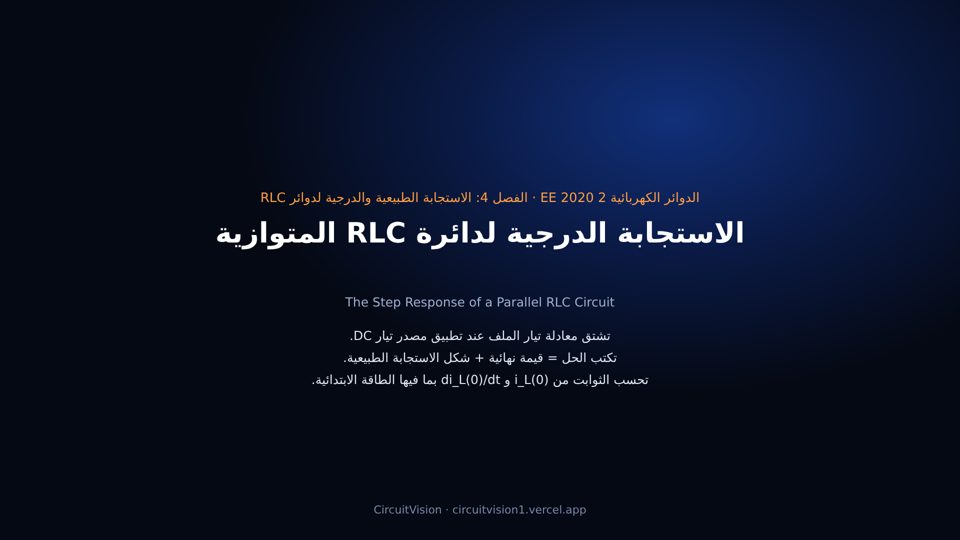 الدوائر الكهربائية 2 EE 2020 · الفصل 4: الاستجابة الطبيعية والدرجية لدوائر RLC
الاستجابة الدرجية لدائرة RLC المتوازية
The Step Response of a Parallel RLC Circuit
تشتق معادلة تيار الملف عند تطبيق مصدر تيار DC.
تكتب الحل = قيمة نهائية + شكل الاستجابة الطبيعية.
تحسب الثوابت من i_L(0) و di_L(0)/dt بما فيها الطاقة الابتدائية.
CircuitVision · circuitvision1.vercel.app